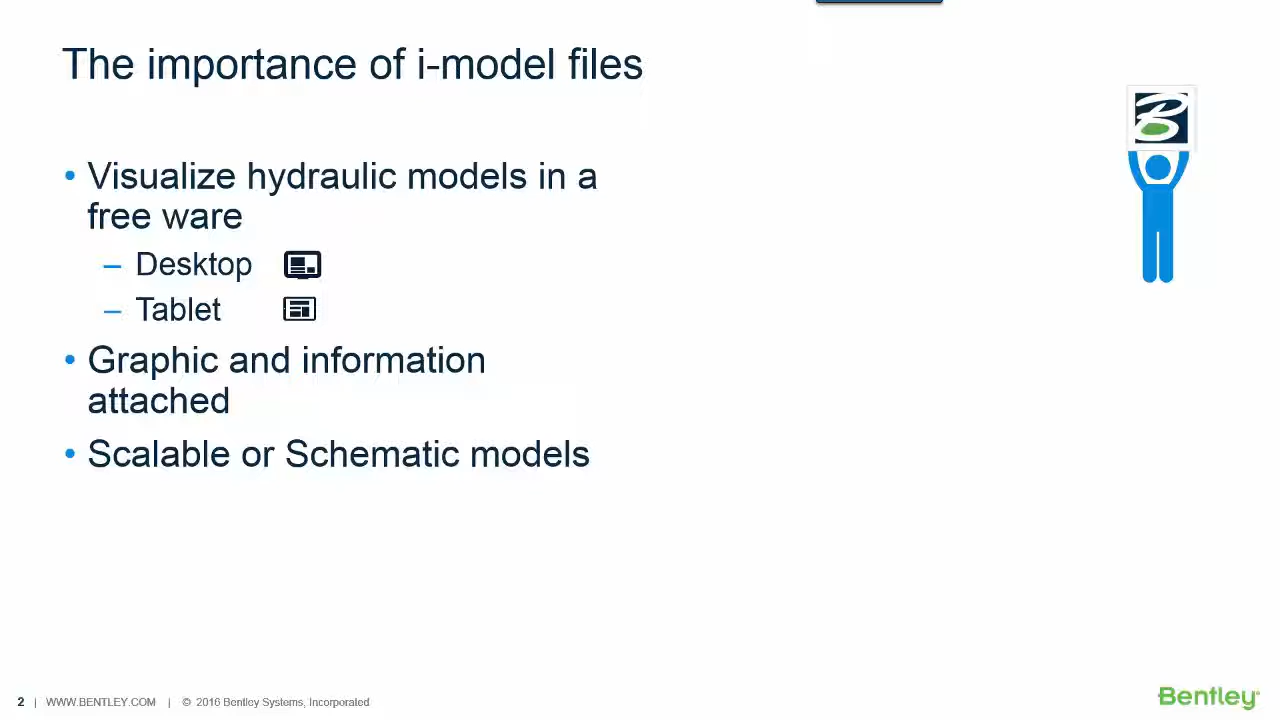 The importance of i-model files
• Visualize hydraulic models in a
free ware
– Desktop
– Tablet
• Graphic and information
attached
• Scalable or Schematic models
2 | WWW.BENTLEY.COM | © 2016 Bentley Systems, Incorporated
Bentley